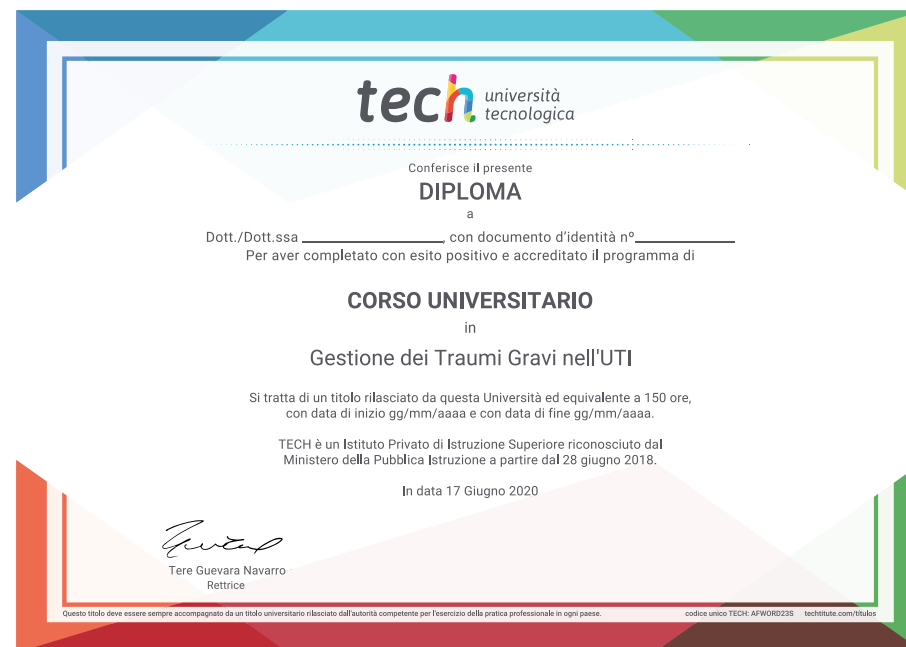 tech università
tecnologica
Conferisce il presente
DIPLOMA
a
Dott./Dott.ssa ____________________, con documento d'identità nº______________
Per aver completato con esito positivo e accreditato il programma di
CORSO UNIVERSITARIO
in
Gestione dei Traumi Gravi nell'UTI
Si tratta di un titolo rilasciato da questa Università ed equivalente a 150 ore,
con data di inizio gg/mm/aaaa e con data di fine gg/mm/aaaa.
TECH è un Istituto Privato di Istruzione Superiore riconosciuto dal
Ministero della Pubblica Istruzione a partire dal 28 giugno 2018.
In data 17 Giugno 2020
Tere Guevara Navarro
Rettrice
Questo titolo deve essere sempre accompagnato da un titolo universitario rilasciato dall'autorità competente per l'esercizio della pratica professionale in ogni paese. codice unico TECH: AFWORD23S techtitute.com/títulos